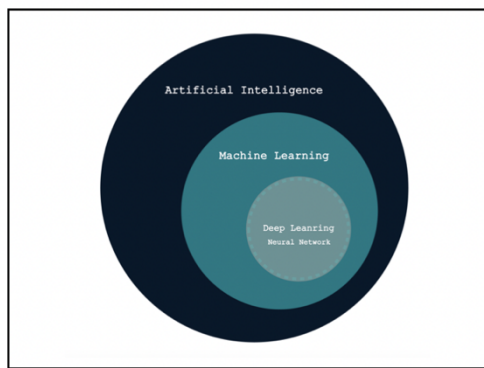 Artificial Intelligence
Machine Learning
Deep Leanring
Neural Network